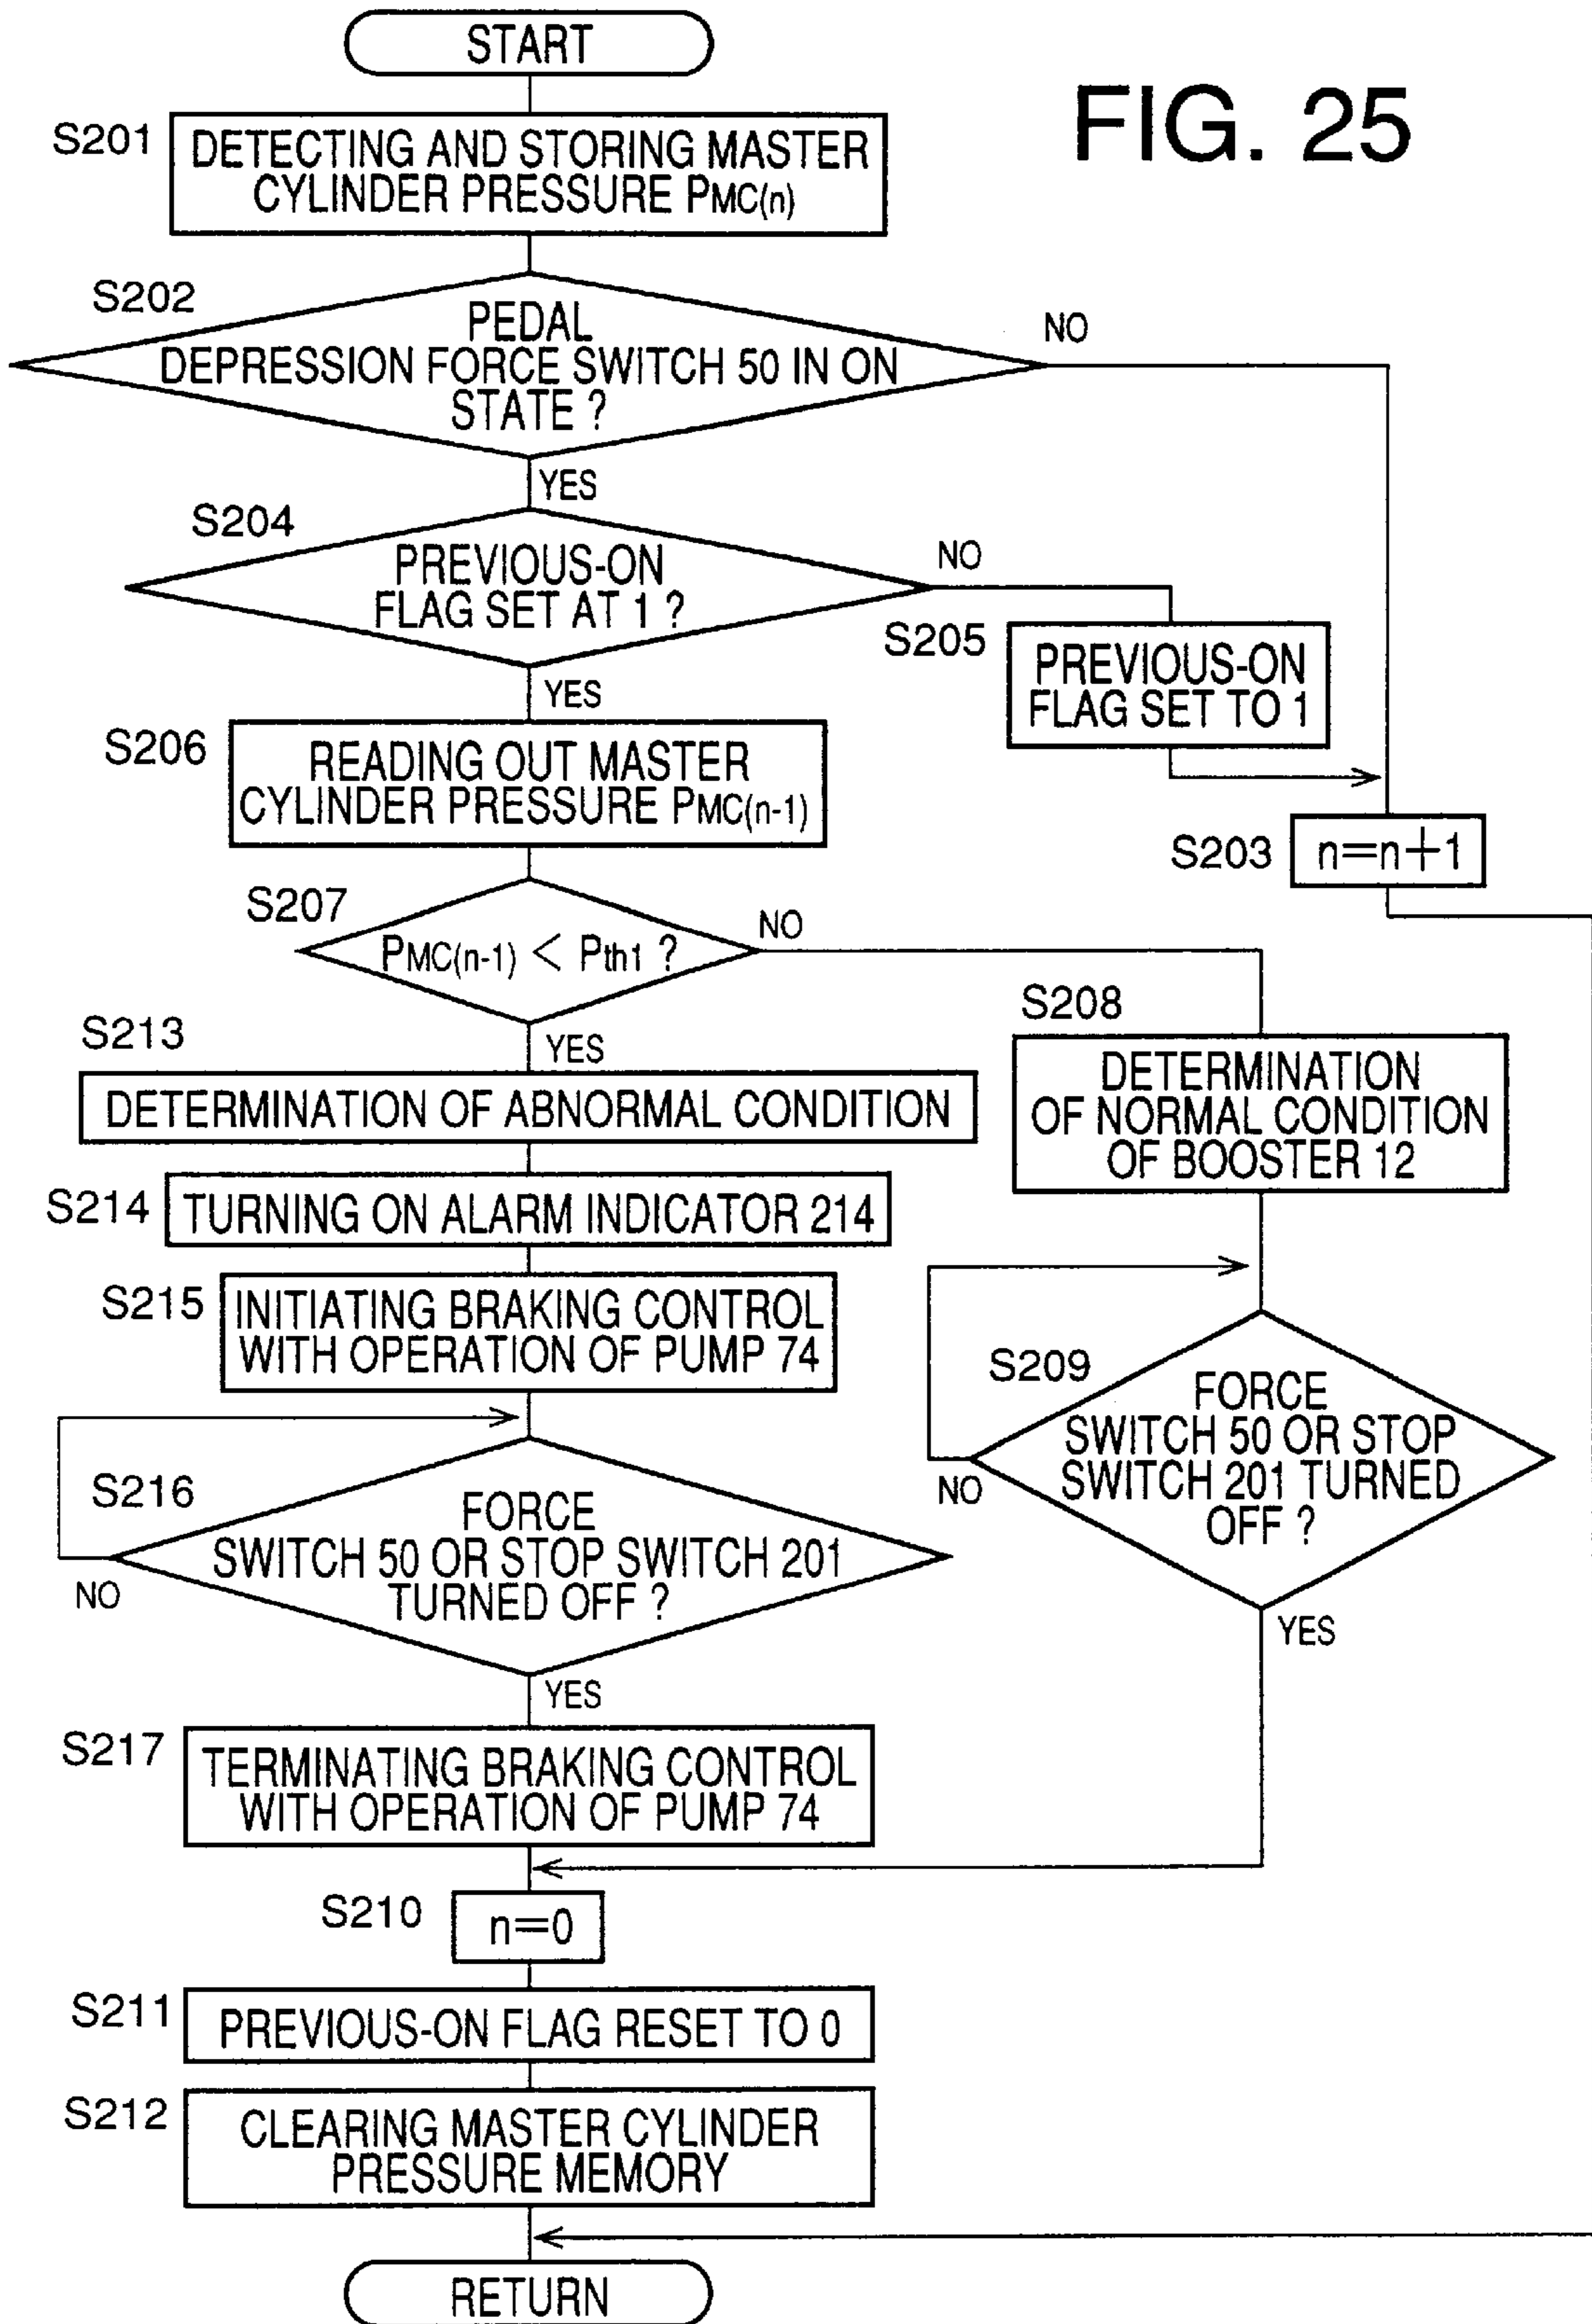 START
FIG. 25
S201
DETECTING AND STORING MASTER
CYLINDER PRESSURE PMC(n)
S202
PEDAL
DEPRESSION FORCE SWITCH 50 IN ON
STATE ?
NO
YES
S204
PREVIOUS-ON
FLAG SET AT 1 ?
NO
YES
S205
PREVIOUS-ON
FLAG SET TO 1
S206
READING OUT MASTER
CYLINDER PRESSURE PMC(n-1)
S203
n=n+1
S207
PMC(n-1) < Pth1 ?
NO
YES
S208
DETERMINATION
OF NORMAL CONDITION
OF BOOSTER 12
S213
DETERMINATION OF ABNORMAL CONDITION
S214
TURNING ON ALARM INDICATOR 214
S215
INITIATING BRAKING CONTROL
WITH OPERATION OF PUMP 74
S209
FORCE
SWITCH 50 OR STOP
SWITCH 201 TURNED
OFF ?
NO
YES
S216
FORCE
SWITCH 50 OR STOP SWITCH 201
TURNED OFF ?
NO
YES
S217
TERMINATING BRAKING CONTROL
WITH OPERATION OF PUMP 74
S210
n=0
S211
PREVIOUS-ON FLAG RESET TO 0
S212
CLEARING MASTER CYLINDER
PRESSURE MEMORY
RETURN